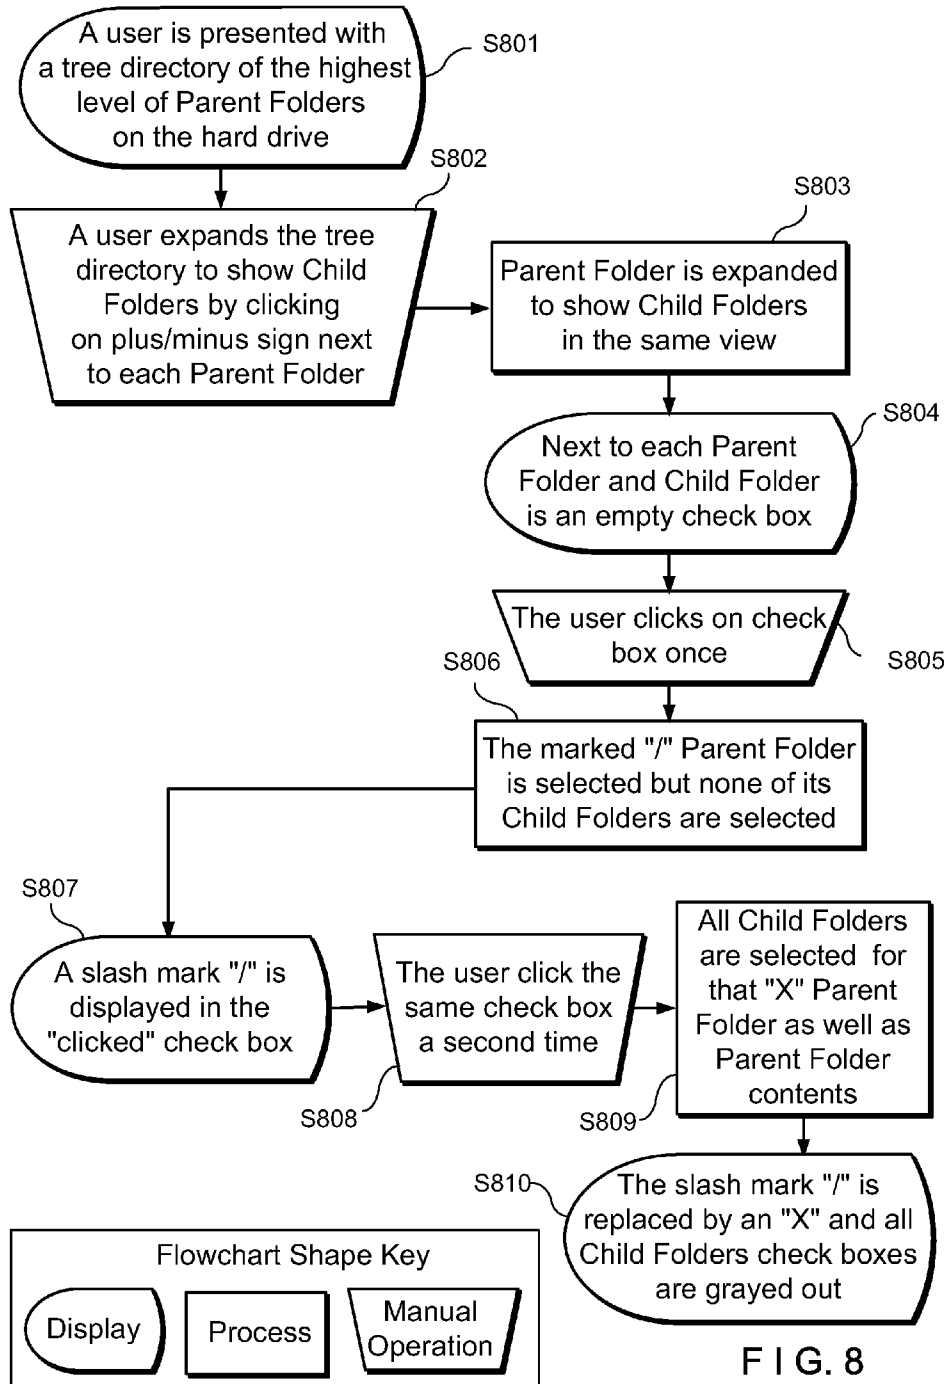 A user is presented with
a tree directory of the highest
level of Parent Folders
on the hard drive
S801
S802
A user expands the tree
directory to show Child
Folders by clicking
on plus/minus sign next
to each Parent Folder
S803
Parent Folder is expanded
to show Child Folders
in the same view
S804
Next to each Parent
Folder and Child Folder
is an empty check box
The user clicks on check
box once
S805
S806
The marked "/" Parent Folder
is selected but none of its
Child Folders are selected
S807
A slash mark "/" is
displayed in the
"clicked" check box
The user click the
same check box
a second time
S808
All Child Folders
are selected for
that "X" Parent
Folder as well as
Parent Folder
contents
S809
S810
The slash mark "/" is
replaced by an "X" and all
Child Folders check boxes
are grayed out
Flowchart Shape Key
Display
Process
Manual
Operation
F I G. 8